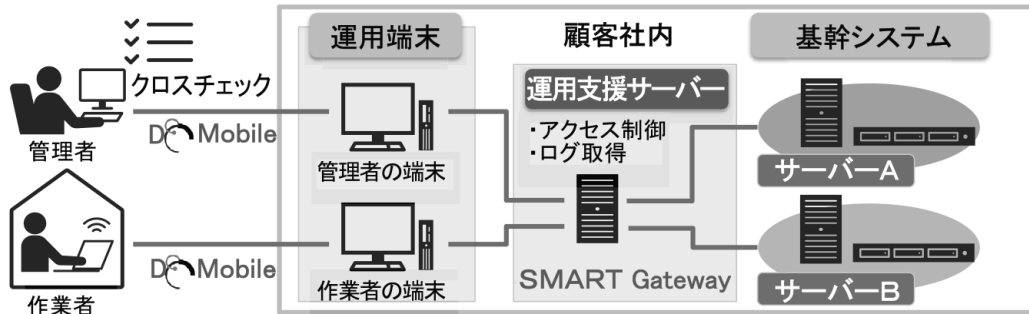 運用端末
顧客社内
基幹システム
クロスチェック
運用支援サーバー
・アクセス制御
・ログ取得
管理者
Mobile
管理者の端末
サーバーA
作業者
Mobile
作業者の端末
SMART Gateway
サーバーB